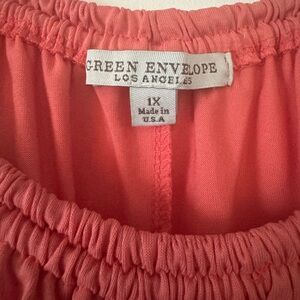 GREEN ENVELOPE
LOS ANGELES
1X
Made in
U.S.A